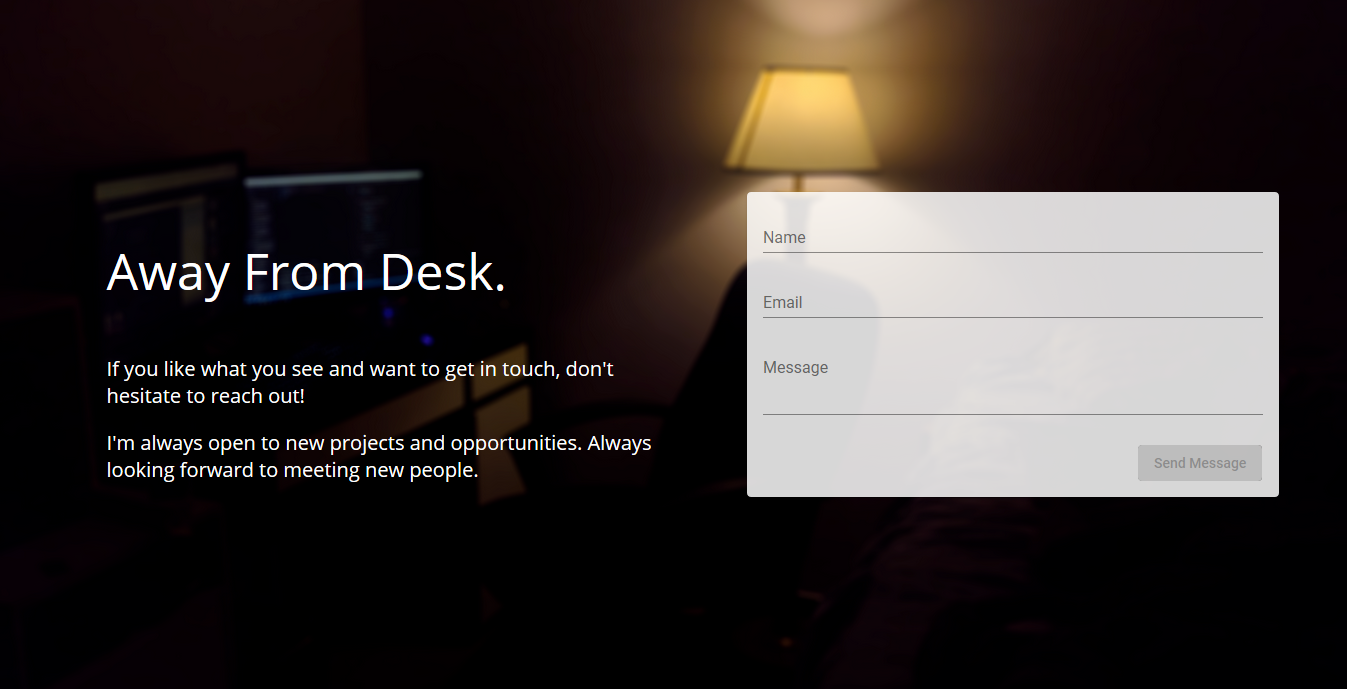 Away From Desk.
If you like what you see and want to get in touch, don't
hesitate to reach out!
I'm always open to new projects and opportunities. Always
looking forward to meeting new people.
Name
Email
Message
Send Message